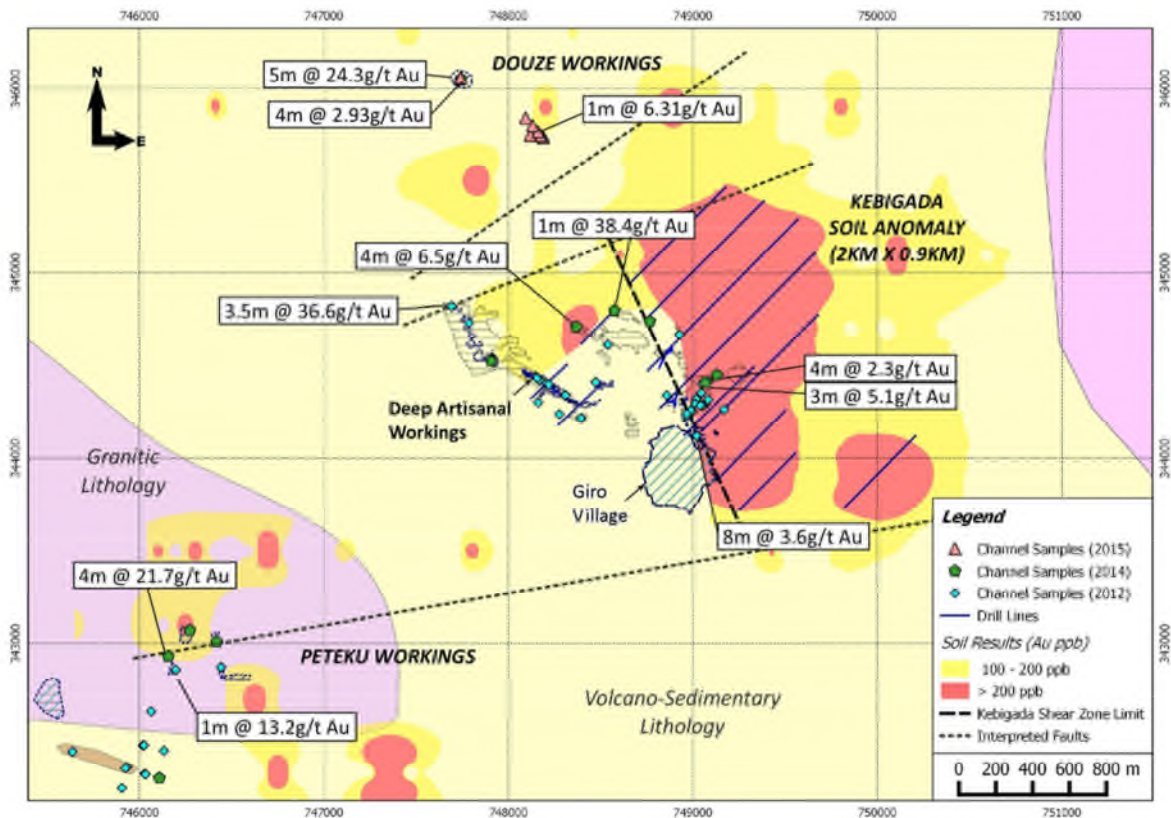 746000 747000 748000 749000 750000 751000
DOUZE WORKINGS
5m @ 24.3g/t Au
346000 346000
N
4m @ 2.93g/t Au
1m @ 6.31g/t Au
E
KEBIGADA
SOIL ANOMALY
(2KM X 0.9KM)
1m @ 38.4g/t Au
4m @ 6.5g/t Au
345000 345000
3.5m @ 36.6g/t Au
4m @ 2.3g/t Au
3m @ 5.1g/t Au
Deep Artisanal
Workings
344000 344000
Granitic
Lithology
Giro
Village
8m @ 3.6g/t Au
4m @ 21.7g/t Au
343000 343000
PETEKU WORKINGS
Volcano-Sedimentary
Lithology
1m @ 13.2g/t Au
Legend
Channel Samples (2015)
Channel Samples (2014)
Channel Samples (2012)
Drill Lines
Soil Results (Au ppb)
100 - 200 ppb
> 200 ppb
Kebigada Shear Zone Limit
Interpreted Faults
0 200 400 600 800 m
746000 747000 748000 749000 750000 751000